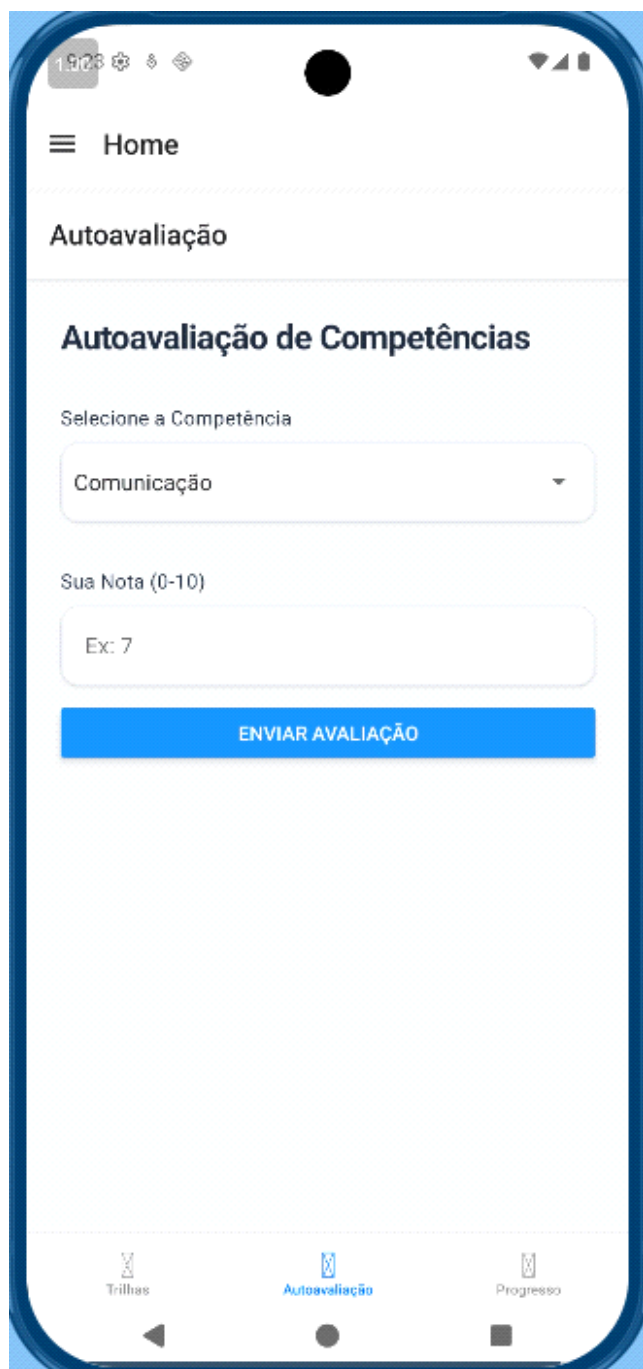 Home
Autoavaliação
Autoavaliação de Competências
Selecione a Competência
Comunicação
Sua Nota (0-10)
Ex: 7
ENVIAR AVALIAÇÃO
Trilhas
Autoavaliação
Progresso